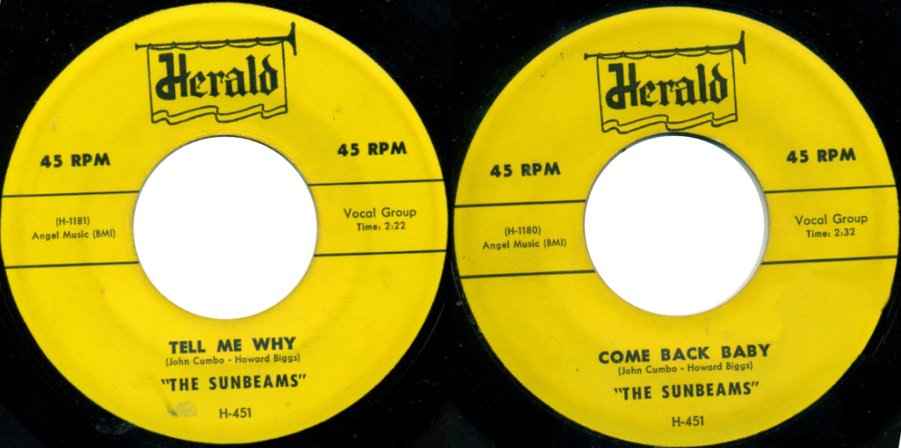 Herald
45 RPM
45 RPM
(H-1181)
Angel Music (BMI)
Vocal Group
Time: 2:22
TELL ME WHY
(John Cumbo - Howard Biggs)
"THE SUNBEAMS"
H-451
Herald
45 RPM
45 RPM
(H-1180)
Angel Music (BMI)
Vocal Group
Time: 2:32
COME BACK BABY
(John Cumbo - Howard Biggs)
"THE SUNBEAMS"
H-451